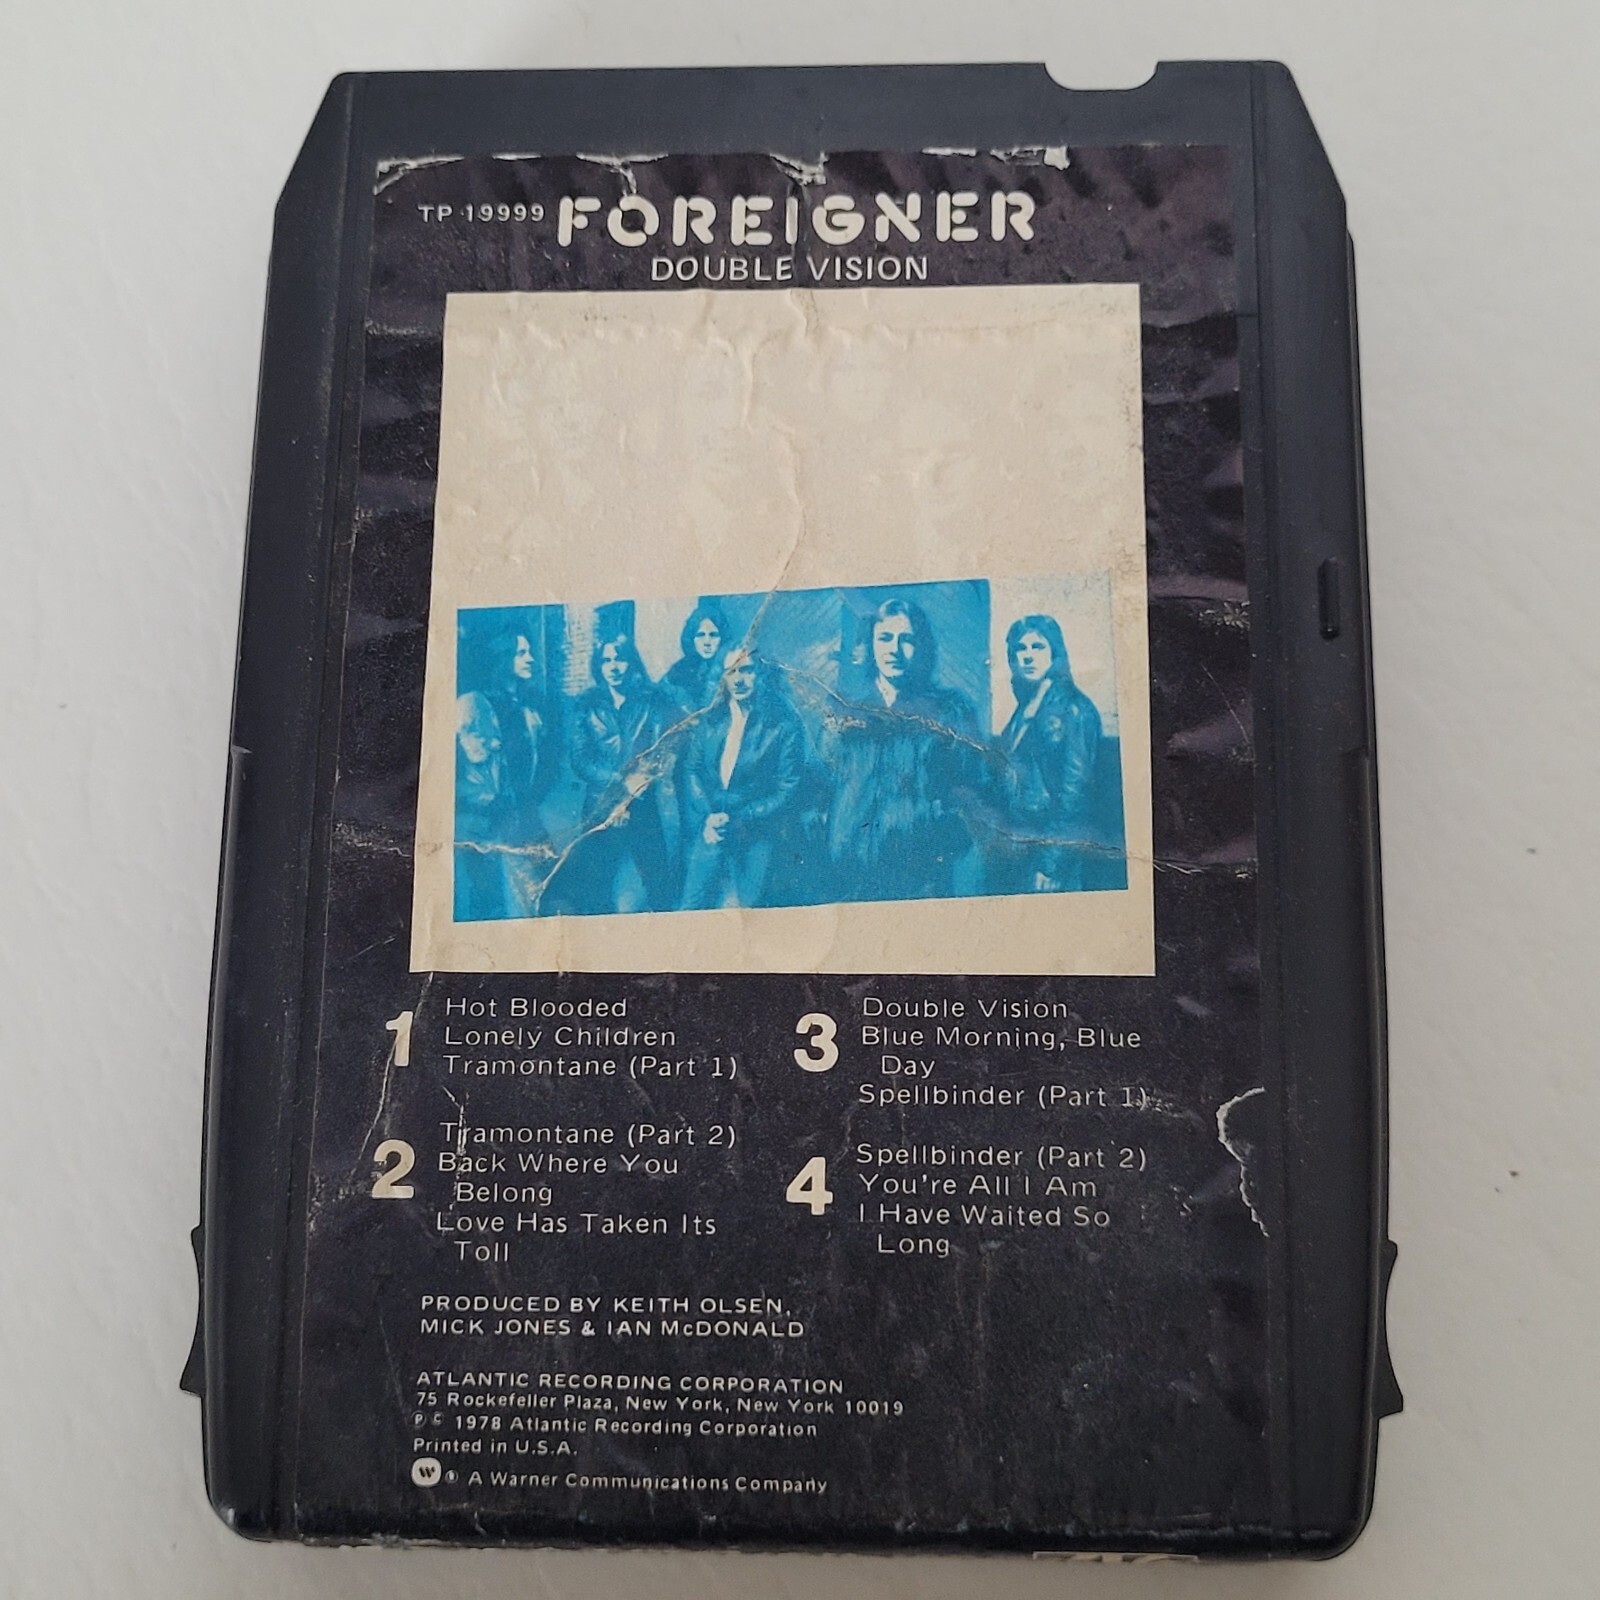 TP 19999 FOREIGNER
DOUBLE VISION
1
Hot Blooded
Lonely Children
Tramontane (Part 1)
2
Tramontane (Part 2)
Back Where You
Belong
Love Has Taken Its
Toll
3
Double Vision
Blue Morning, Blue
Day
Spellbinder (Part 1)
4
Spellbinder (Part 2)
You're All I Am
I Have Waited So
Long
PRODUCED BY KEITH OLSEN,
MICK JONES & IAN McDONALD
ATLANTIC RECORDING CORPORATION
75 Rockefeller Plaza, New York, New York 10019
℗ © 1978 Atlantic Recording Corporation
Printed in U.S.A.
W ® A Warner Communications Company